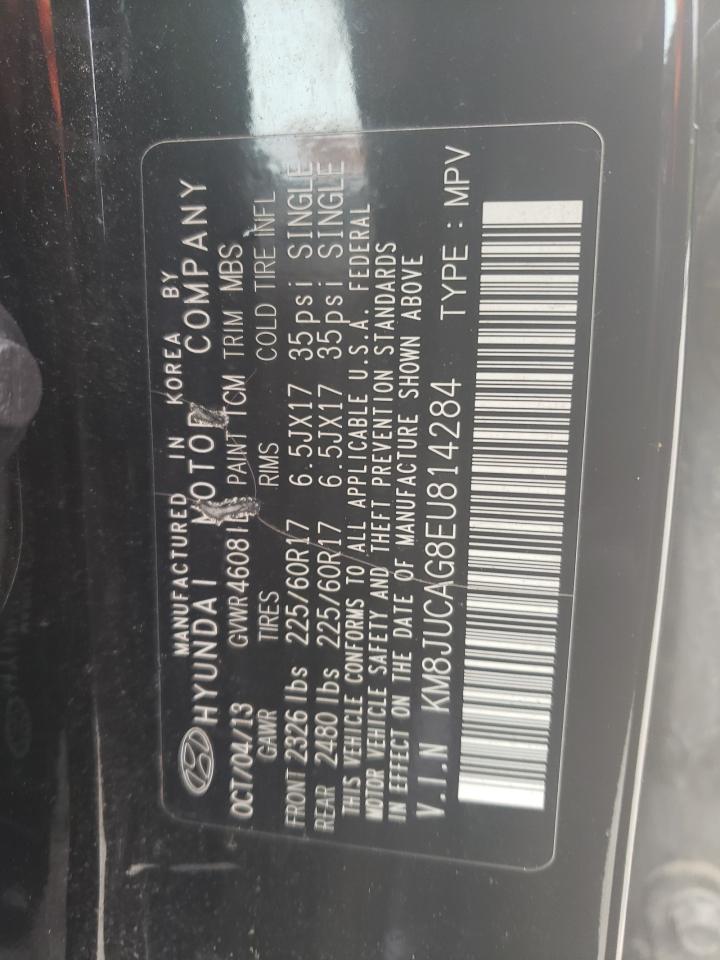 MANUFACTURED IN KOREA BY
HYUNDAI MOTOR COMPANY
OCT/04/13 GVWR 4608 lb PAINT TCM TRIM MBS
GAWR TIRES RIMS COLD TIRE INFL
FRONT 2326 lbs 225/60R17 6.5JX17 35psi SINGLE
REAR 2480 lbs 225/60R17 6.5JX17 35psi SINGLE
THIS VEHICLE CONFORMS TO ALL APPLICABLE U.S.A. FEDERAL
MOTOR VEHICLE SAFETY AND THEFT PREVENTION STANDARDS
IN EFFECT ON THE DATE OF MANUFACTURE SHOWN ABOVE
V.I.N KM8JUCAG8EU814284 TYPE : MPV